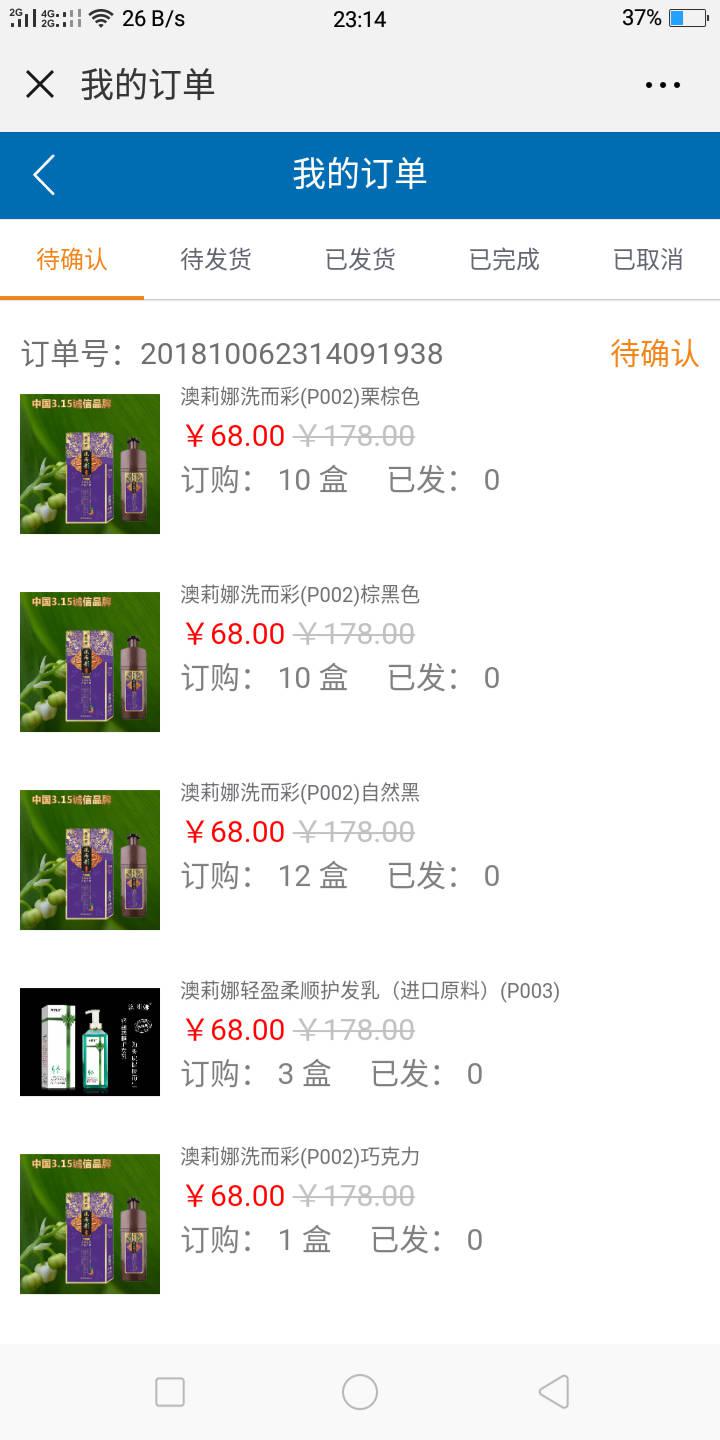 2G 4G 2G 26 B/s 23:14 37%
我的订单
我的订单
待确认 待发货 已发货 已完成 已取消
订单号：201810062314091938 待确认
中国3.15诚信品牌
澳莉娜洗而彩(P002)栗棕色
￥68.00 ￥178.00
订购： 10 盒 已发： 0
中国3.15诚信品牌
澳莉娜洗而彩(P002)棕黑色
￥68.00 ￥178.00
订购： 10 盒 已发： 0
中国3.15诚信品牌
澳莉娜洗而彩(P002)自然黑
￥68.00 ￥178.00
订购： 12 盒 已发： 0
澳莉娜轻盈柔顺护发乳（进口原料）(P003)
￥68.00 ￥178.00
订购： 3 盒 已发： 0
中国3.15诚信品牌
澳莉娜洗而彩(P002)巧克力
￥68.00 ￥178.00
订购： 1 盒 已发： 0